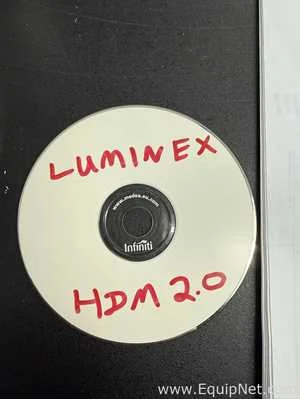 LUMINEX
www.medea.eu.com
Infiniti
HDM 2.0
www.EquipNet.com